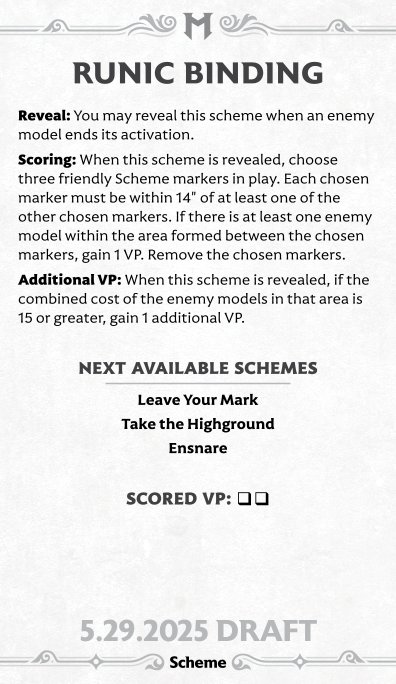 M
RUNIC BINDING
Reveal: You may reveal this scheme when an enemy
model ends its activation.
Scoring: When this scheme is revealed, choose
three friendly Scheme markers in play. Each chosen
marker must be within 14" of at least one of the
other chosen markers. If there is at least one enemy
model within the area formed between the chosen
markers, gain 1 VP. Remove the chosen markers.
Additional VP: When this scheme is revealed, if the
combined cost of the enemy models in that area is
15 or greater, gain 1 additional VP.
NEXT AVAILABLE SCHEMES
Leave Your Mark
Take the Highground
Ensnare
SCORED VP: ❑❑
5.29.2025 DRAFT
Scheme